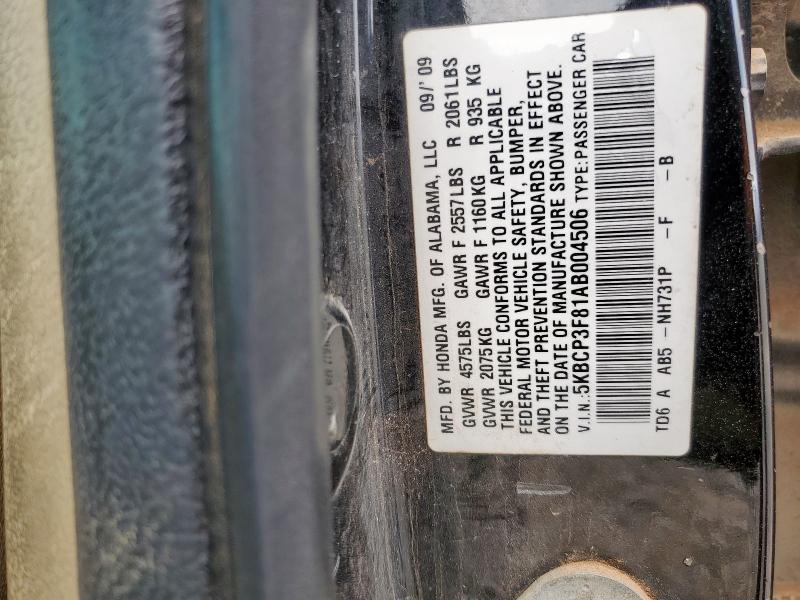 MFD. BY HONDA MFG. OF ALABAMA, LLC 09/'09
GVWR 4575LBS GAWR F 2557LBS R 2061LBS
GVWR 2075KG GAWR F 1160KG R 935 KG
THIS VEHICLE CONFORMS TO ALL APPLICABLE
FEDERAL MOTOR VEHICLE SAFETY, BUMPER,
AND THEFT PREVENTION STANDARDS IN EFFECT
ON THE DATE OF MANUFACTURE SHOWN ABOVE.
V.I.N.:5KBCP3F81AB004506 TYPE:PASSENGER CAR
TD6 A AB5 -NH731P -F -B